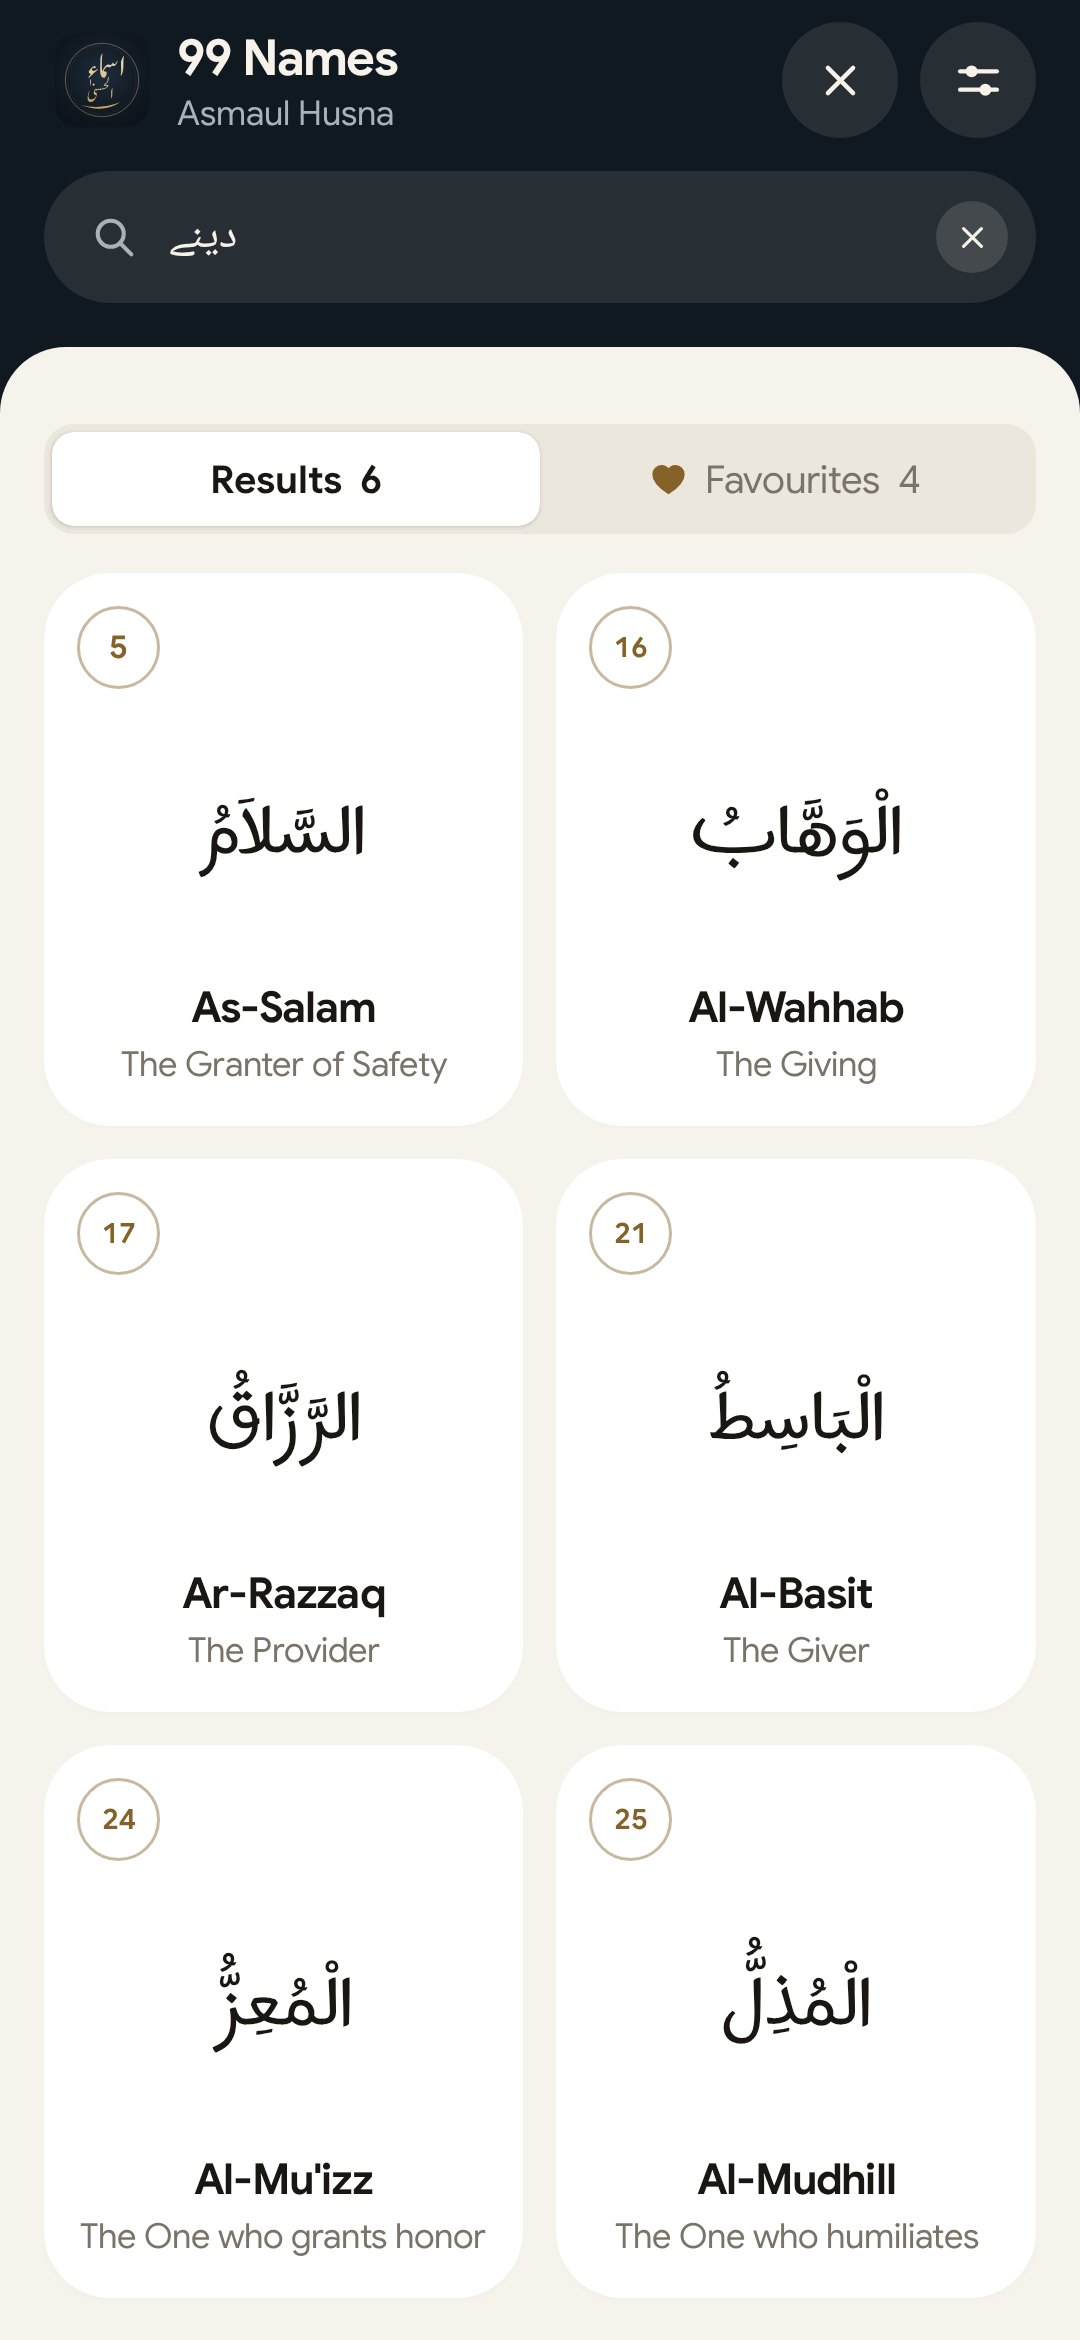 اسماء
الحسنى
99 Names
Asmaul Husna
دینے
Results 6
Favourites 4
5
السَّلَامُ
As-Salam
The Granter of Safety
16
الْوَهَّابُ
Al-Wahhab
The Giving
17
الرَّزَّاقُ
Ar-Razzaq
The Provider
21
الْبَاسِطُ
Al-Basit
The Giver
24
الْمُعِزُّ
Al-Mu'izz
The One who grants honor
25
الْمُذِلُّ
Al-Mudhill
The One who humiliates